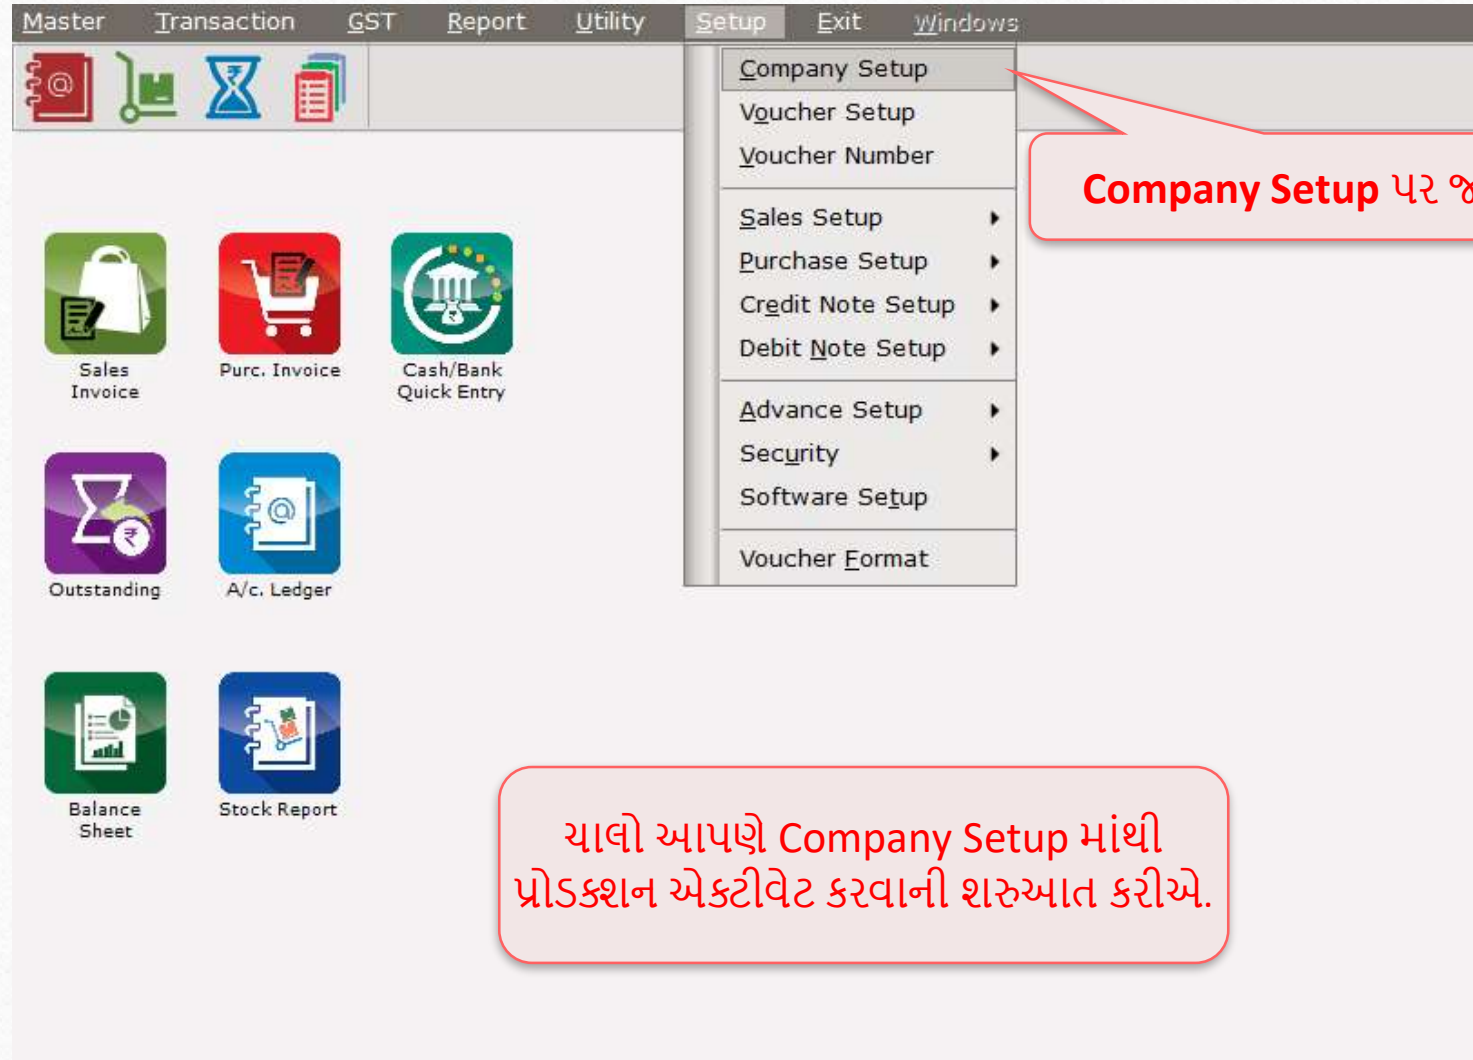 Master Transaction GST Report Utility Setup Exit Windows
Company Setup
Voucher Setup
Voucher Number
Company Setup પર
Sales Setup
Purchase Setup
Credit Note Setup
Debit Note Setup
Advance Setup
Security
Software Setup
Voucher Format
Sales
Invoice
Purc. Invoice
Cash/Bank
Quick Entry
Outstanding
A/c. Ledger
Balance
Sheet
Stock Report
ચાલો આપણે Company Setup માંથી
પ્રોડક્શન એક્ટીવેટ કરવાની શરુઆત કરીએ.